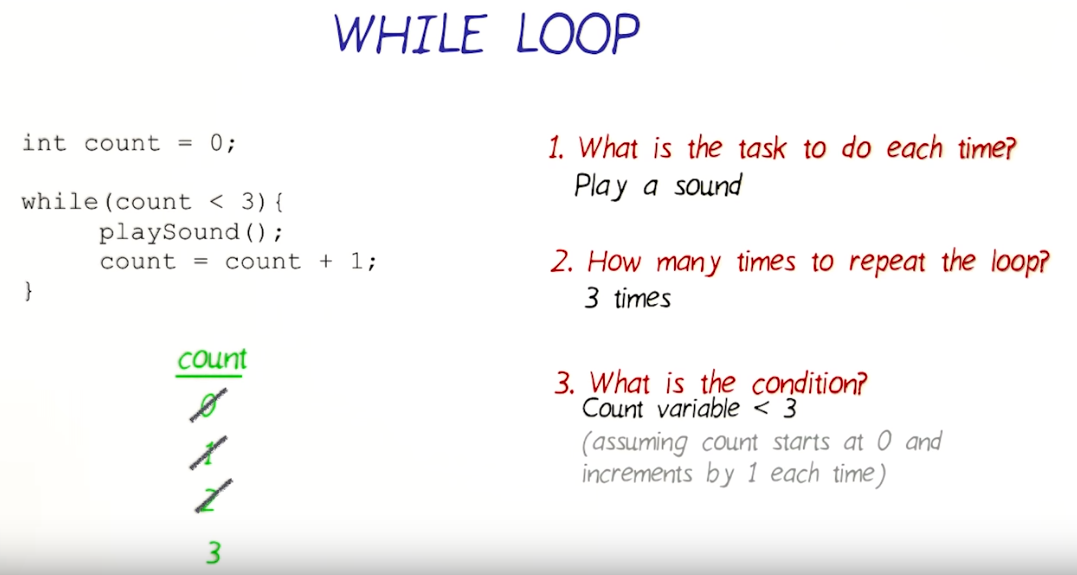 WHILE LOOP
int count = 0;
while(count < 3){
playSound();
count = count + 1;
}
count
0
1
2
3
1. What is the task to do each time?
Play a sound
2. How many times to repeat the loop?
3 times
3. What is the condition?
Count variable < 3
(assuming count starts at 0 and
increments by 1 each time)